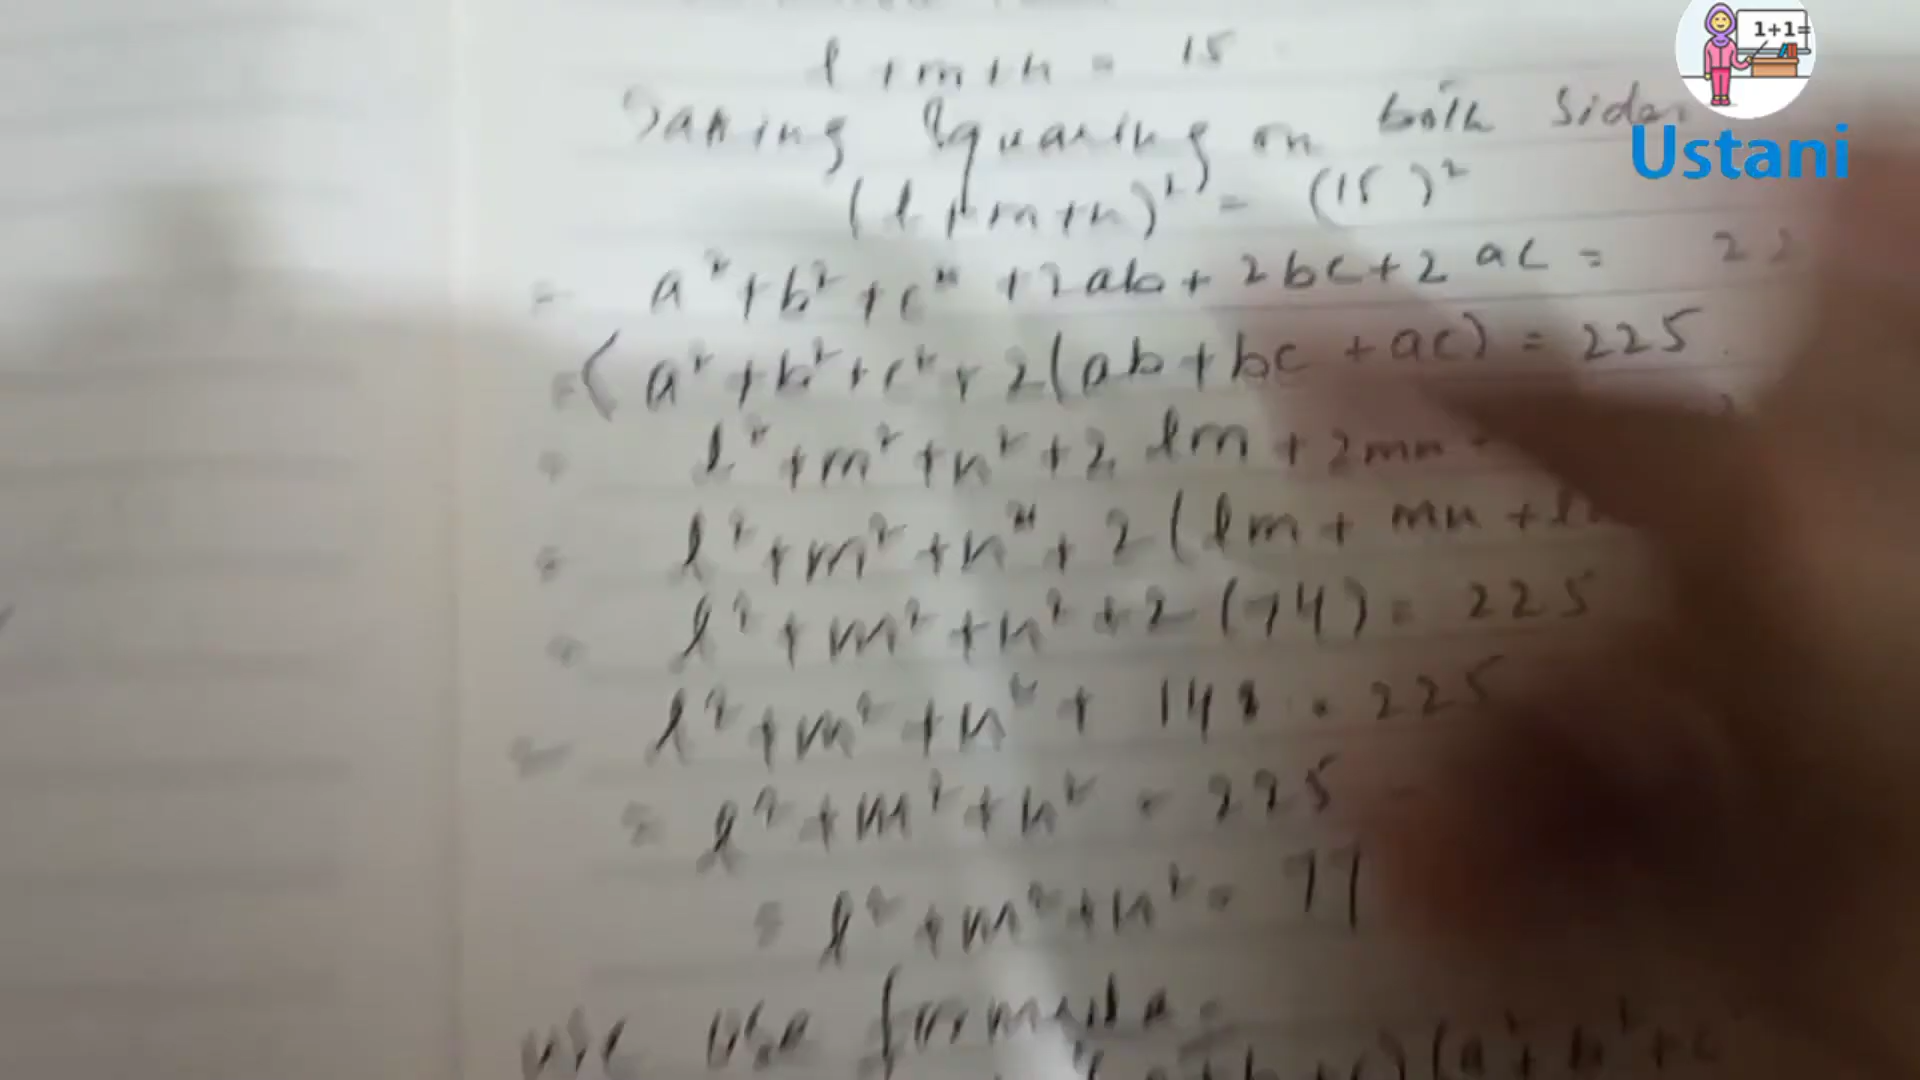 l + m + n = 15
1+1=
Taking Squaring on both Sides
Ustani
(l + m + n)² = (15)²
= a² + b² + c² + 2ab + 2bc + 2ac =
= (a² + b² + c² + 2(ab + bc + ac) = 225
= l² + m² + n² + 2lm + 2mn
= l² + m² + n² + 2(lm + mn +
= l² + m² + n² + 2(74) = 225
= l² + m² + n² + 148 = 225
= l² + m² + n² = 225
= l² + m² + n² = 77
we use formula =
(a + b + c)(a² + b² + c